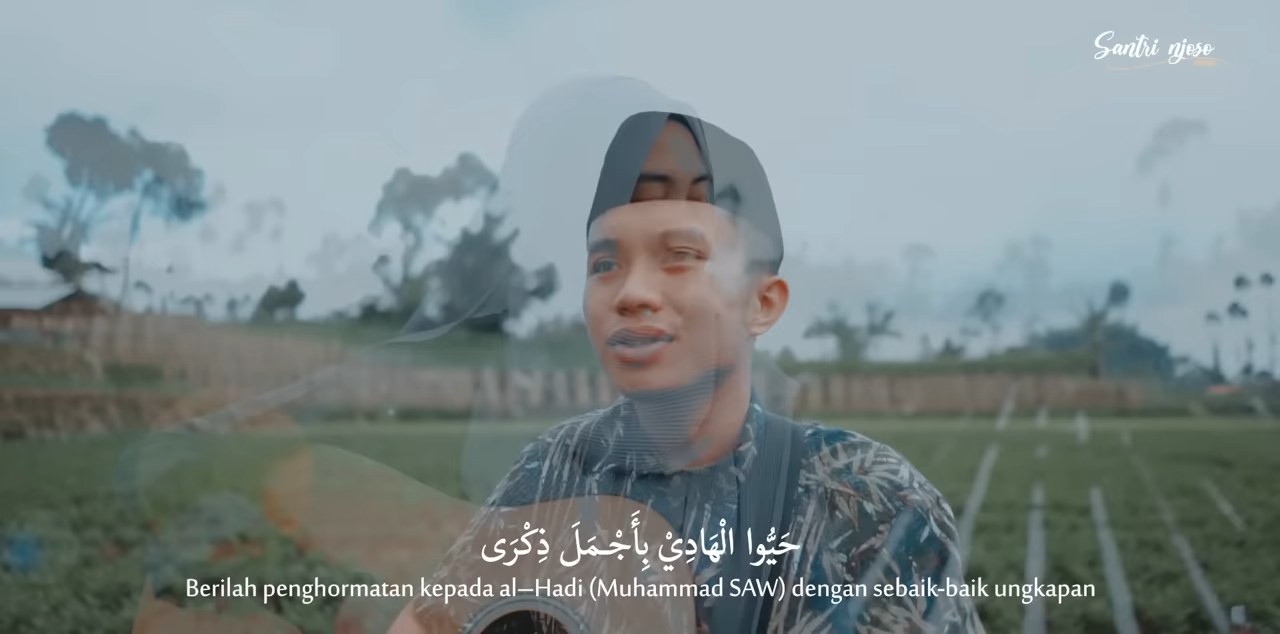 Santri njoso
حَيُّوا الْهَادِيْ بِأَجْمَلَ ذِكْرَى
Berilah penghormatan kepada al–Hadi (Muhammad SAW) dengan sebaik-baik ungkapan